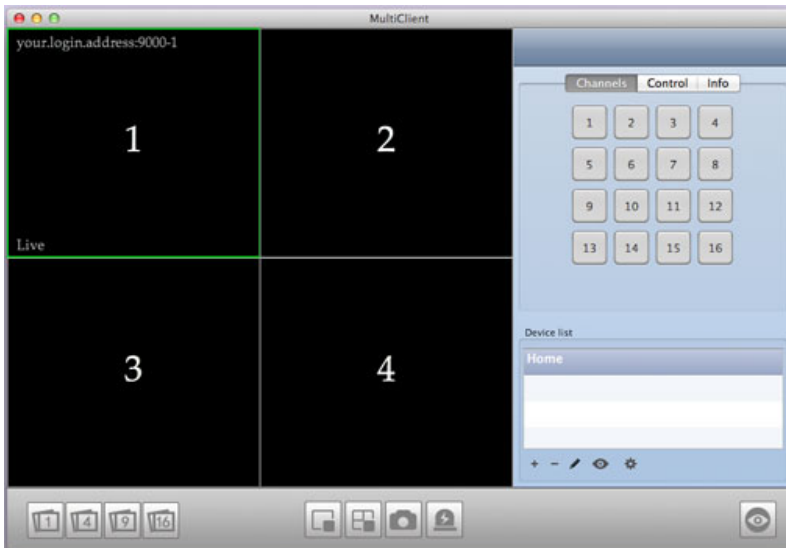 MultiClient
your.login.address:9000-1
1
2
Live
3
4
Channels Control Info
1 2 3 4
5 6 7 8
9 10 11 12
13 14 15 16
Device list
Home
1 4 9 16